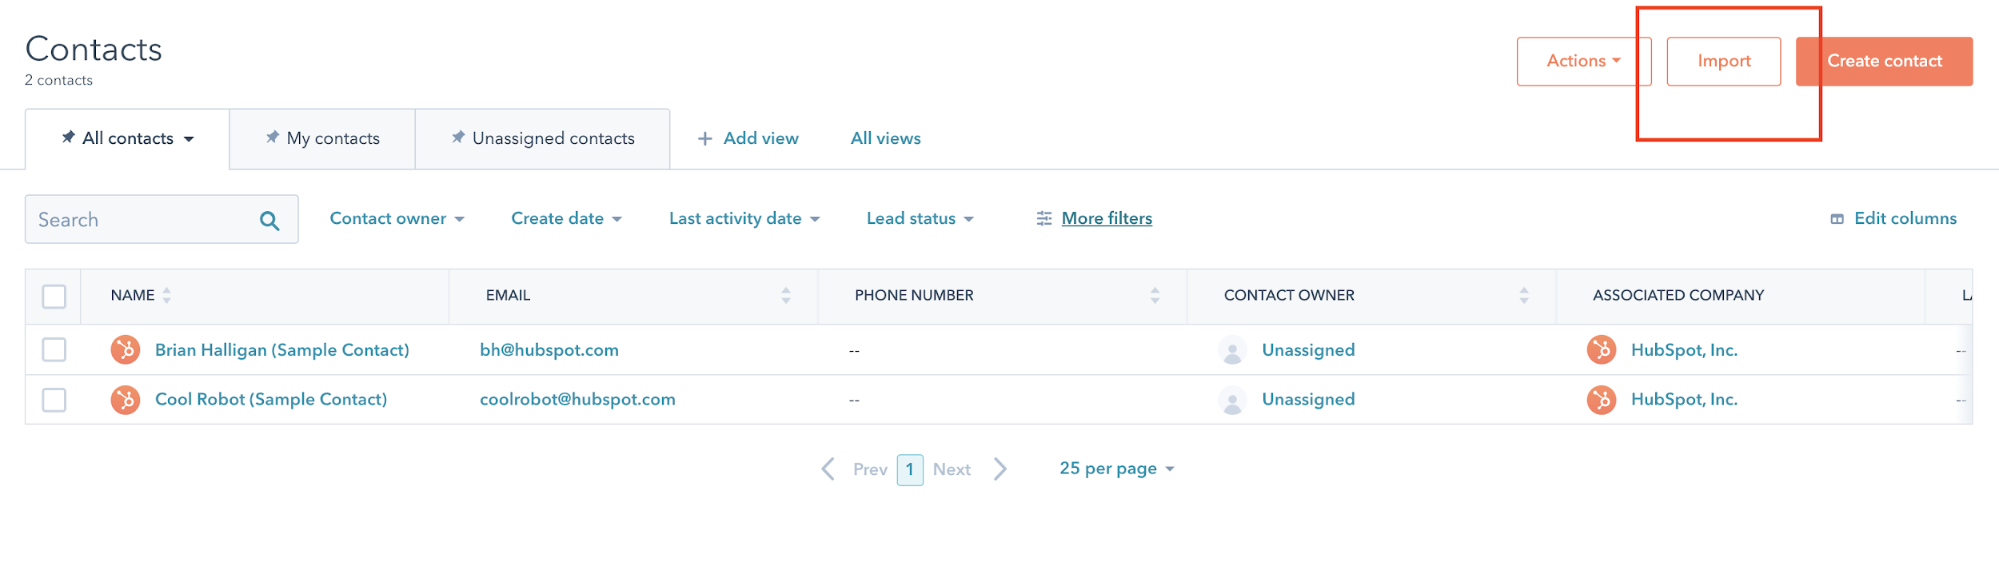 Contacts
2 contacts
Actions Import Create contact
All contacts My contacts Unassigned contacts + Add view All views
Search Contact owner Create date Last activity date Lead status More filters Edit columns
NAME EMAIL PHONE NUMBER CONTACT OWNER ASSOCIATED COMPANY
Brian Halligan (Sample Contact) bh@hubspot.com -- Unassigned HubSpot, Inc. --
Cool Robot (Sample Contact) coolrobot@hubspot.com -- Unassigned HubSpot, Inc. --
Prev 1 Next 25 per page